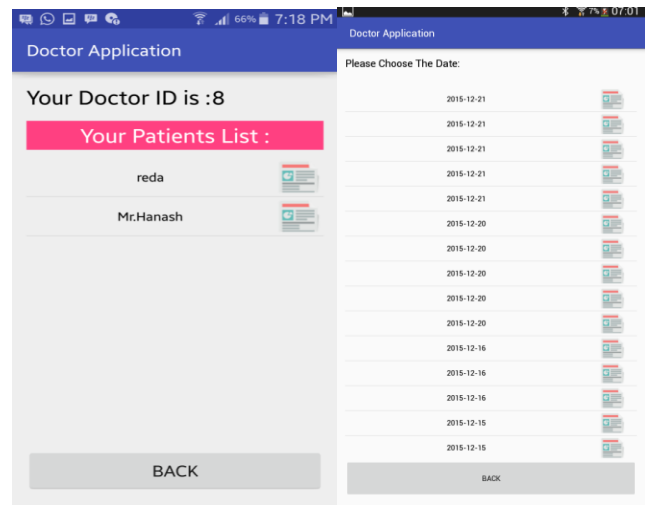 66% 7:18 PM
Doctor Application
Your Doctor ID is :8
Your Patients List :
reda
Mr.Hanash
BACK
7% 07:01
Doctor Application
Please Choose The Date:
2015-12-21
2015-12-21
2015-12-21
2015-12-21
2015-12-21
2015-12-20
2015-12-20
2015-12-20
2015-12-20
2015-12-20
2015-12-16
2015-12-16
2015-12-16
2015-12-15
2015-12-15
BACK